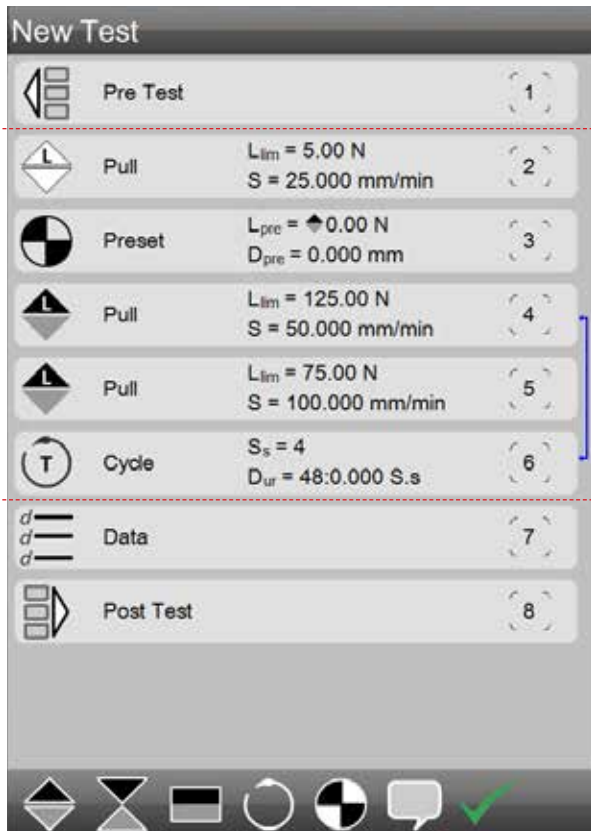 New Test
Pre Test 1
L Pull Llim = 5.00 N 2
S = 25.000 mm/min
Preset Lpre = 0.00 N 3
Dpre = 0.000 mm
L Pull Llim = 125.00 N 4
S = 50.000 mm/min
L Pull Llim = 75.00 N 5
S = 100.000 mm/min
T Cycle Ss = 4 6
Dur = 48:0.000 S.s
d
d Data 7
d
Post Test 8